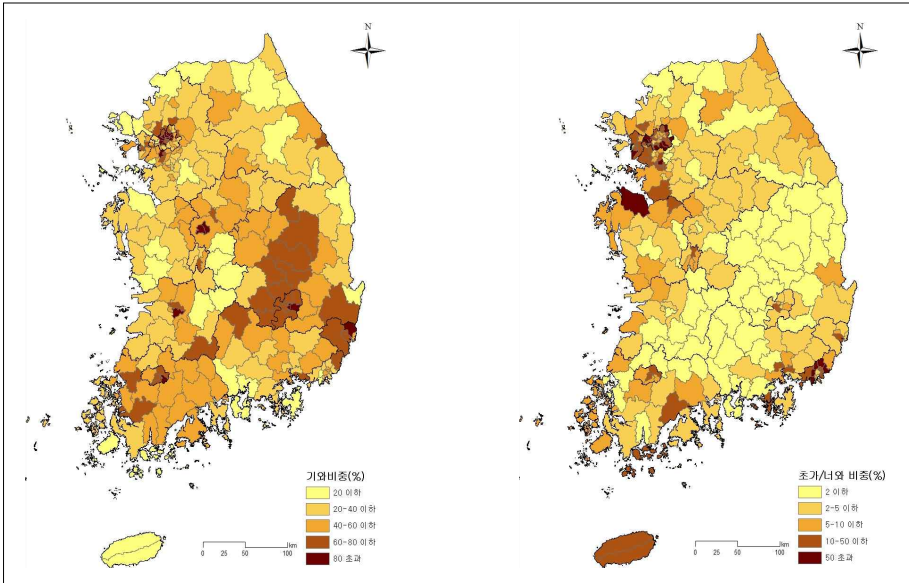 N
기와비중(%)
20 이하
20-40 이하
40-60 이하
60-80 이하
80 초과
0 25 50 100 km
N
초가/너와 비중(%)
2 이하
2-5 이하
5-10 이하
10-50 이하
50 초과
0 25 50 100 km